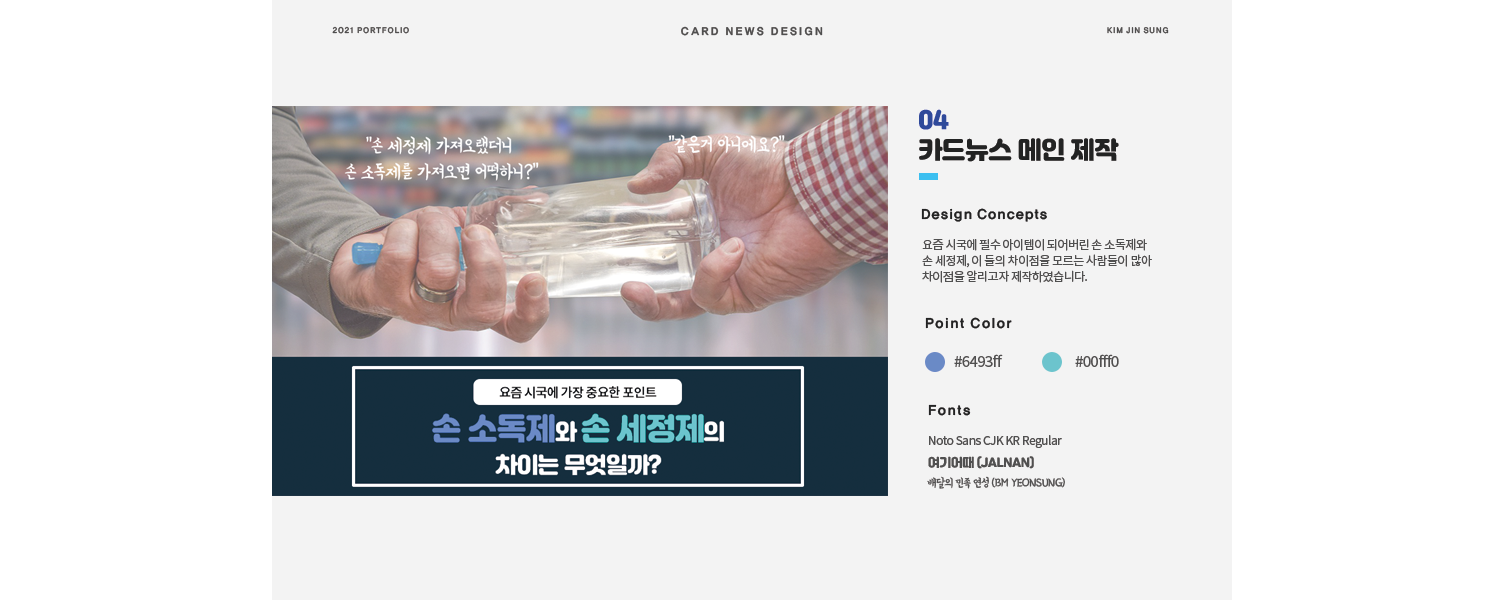 2021 PORTFOLIO
CARD NEWS DESIGN
KIM JIN SUNG
"손 세정제 가져오랬더니
손 소독제를 가져오면 어떡하니?"
"같은거 아니에요?"
요즘 시국에 가장 중요한 포인트
손 소독제와 손 세정제의
차이는 무엇일까?
04
카드뉴스 메인 제작
Design Concepts
요즘 시국에 필수 아이템이 되어버린 손 소독제와
손 세정제, 이 들의 차이점을 모르는 사람들이 많아
차이점을 알리고자 제작하였습니다.
Point Color
#6493ff
#00fff0
Fonts
Noto Sans CJK KR Regular
여기어때 (JALNAN)
배달의 민족 연성 (BM YEONSUNG)